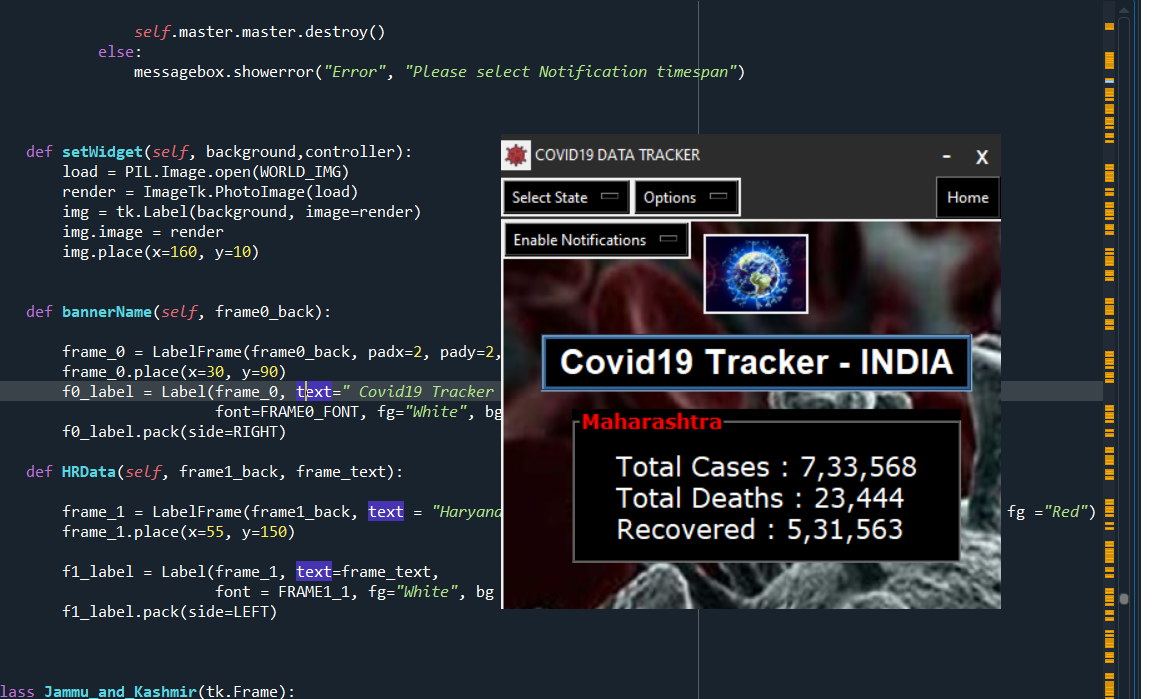 self.master.master.destroy()
else:
messagebox.showerror("Error", "Please select Notification timespan")
def setWidget(self, background,controller):
load = PIL.Image.open(WORLD_IMG)
render = ImageTk.PhotoImage(load)
img = tk.Label(background, image=render)
img.image = render
img.place(x=160, y=10)
def bannerName(self, frame0_back):
frame_0 = LabelFrame(frame0_back, padx=2, pady=2,
frame_0.place(x=30, y=90)
f0_label = Label(frame_0, text=" Covid19 Tracker
font=FRAME0_FONT, fg="White", bg
f0_label.pack(side=RIGHT)
def HRData(self, frame1_back, frame_text):
frame_1 = LabelFrame(frame1_back, text = "Haryana
fg ="Red")
frame_1.place(x=55, y=150)
f1_label = Label(frame_1, text=frame_text,
font = FRAME1_1, fg="White", bg
f1_label.pack(side=LEFT)
lass Jammu_and_Kashmir(tk.Frame):
COVID19 DATA TRACKER - X
Select State Options Home
Enable Notifications
Covid19 Tracker - INDIA
Maharashtra
Total Cases : 7,33,568
Total Deaths : 23,444
Recovered : 5,31,563